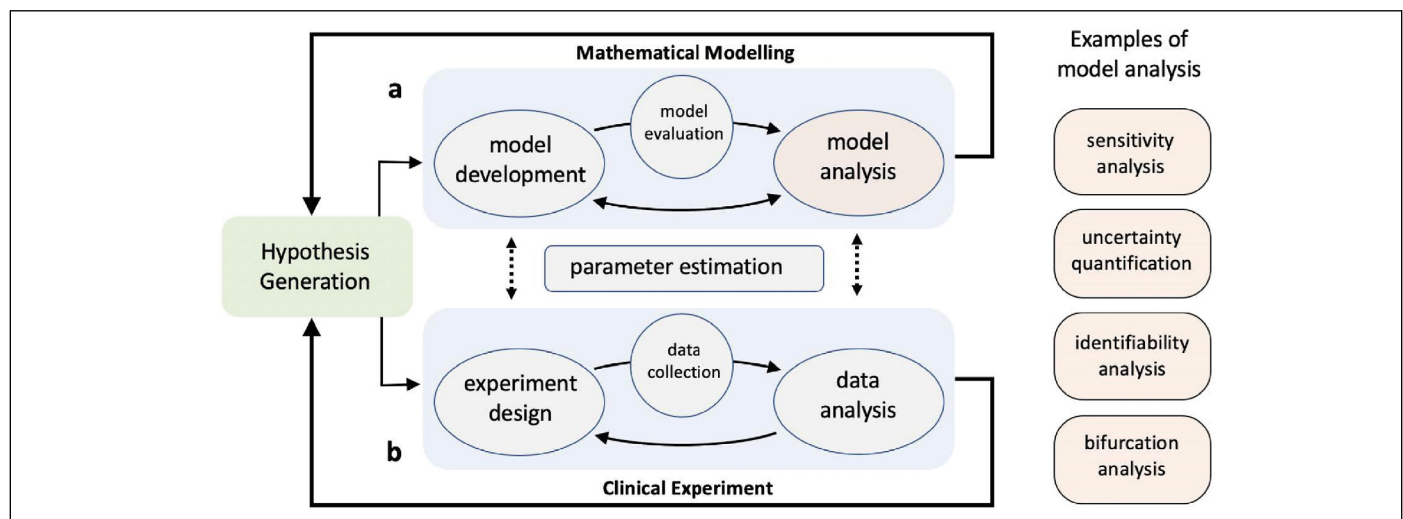 Mathematical Modelling
a
model
development
model
evaluation
model
analysis
Hypothesis
Generation
parameter estimation
experiment
design
data
collection
data
analysis
b
Clinical Experiment
Examples of
model analysis
sensitivity
analysis
uncertainty
quantification
identifiability
analysis
bifurcation
analysis